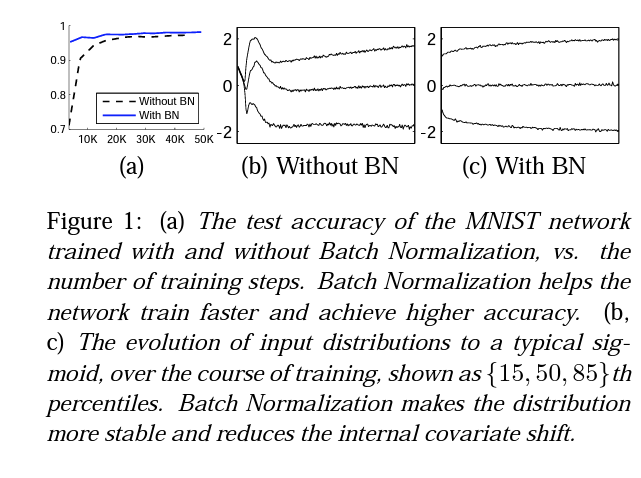 1
0.9
0.8
0.7
10K 20K 30K 40K 50K
Without BN
With BN
(a)
2
0
-2
(b) Without BN
2
0
-2
(c) With BN
Figure 1: (a) The test accuracy of the MNIST network
trained with and without Batch Normalization, vs. the
number of training steps. Batch Normalization helps the
network train faster and achieve higher accuracy. (b,
c) The evolution of input distributions to a typical sig-
moid, over the course of training, shown as {15, 50, 85}th
percentiles. Batch Normalization makes the distribution
more stable and reduces the internal covariate shift.